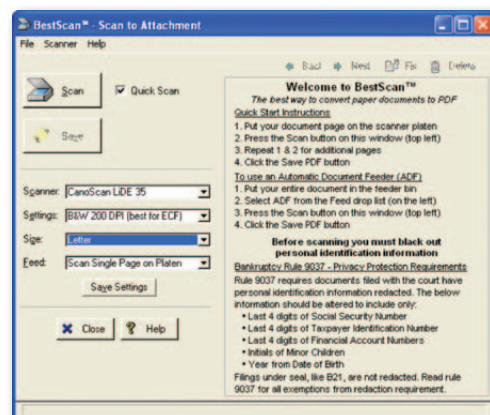 BestScan™ - Scan to Attachment
File Scanner Help
Back Next Fix Delete
Scan
Quick Scan
Save
Scanner: CanoScan LiDE 35
Settings: B&W 200 DPI (best for ECF)
Size: Letter
Feed: Scan Single Page on Platen
Save Settings
Close Help
Welcome to BestScan™
The best way to convert paper documents to PDF
Quick Start Instructions
1. Put your document page on the scanner platen
2. Press the Scan button on this window (top left)
3. Repeat 1 & 2 for additional pages
4. Click the Save PDF button
To use an Automatic Document Feeder (ADF)
1. Put your entire document in the feeder bin
2. Select ADF from the Feed drop list (on the left)
3. Press the Scan button on this window (top left)
4. Click the Save PDF button
Before scanning you must black out
personal identification information
Bankruptcy Rule 9037 - Privacy Protection Requirements
Rule 9037 requires documents filed with the court have
personal identification information redacted. The below
information should be altered to include only:
• Last 4 digits of Social Security Number
• Last 4 digits of Taxpayer Identification Number
• Last 4 digits of Financial Account Numbers
• Initials of Minor Children
• Year from Date of Birth
Filings under seal, like B21, are not redacted. Read rule
9037 for all exemptions from redaction requirement.